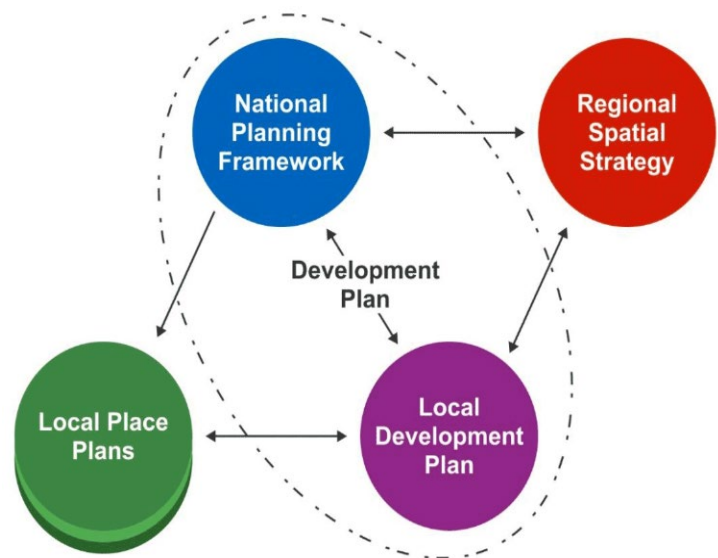 National
Planning
Framework
Regional
Spatial
Strategy
Development
Plan
Local Place
Plans
Local
Development
Plan